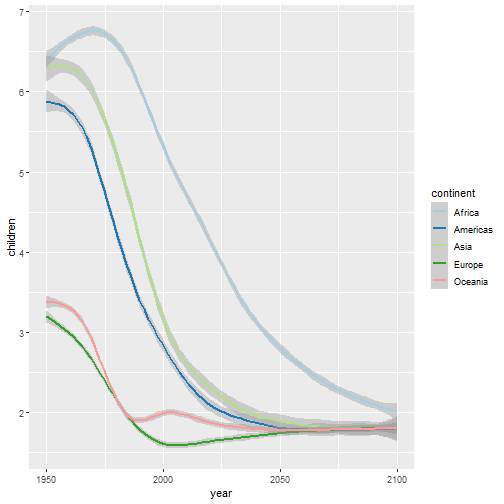 7
6
5
4
3
2
children
1950
2000
2050
2100
year
continent
Africa
Americas
Asia
Europe
Oceania